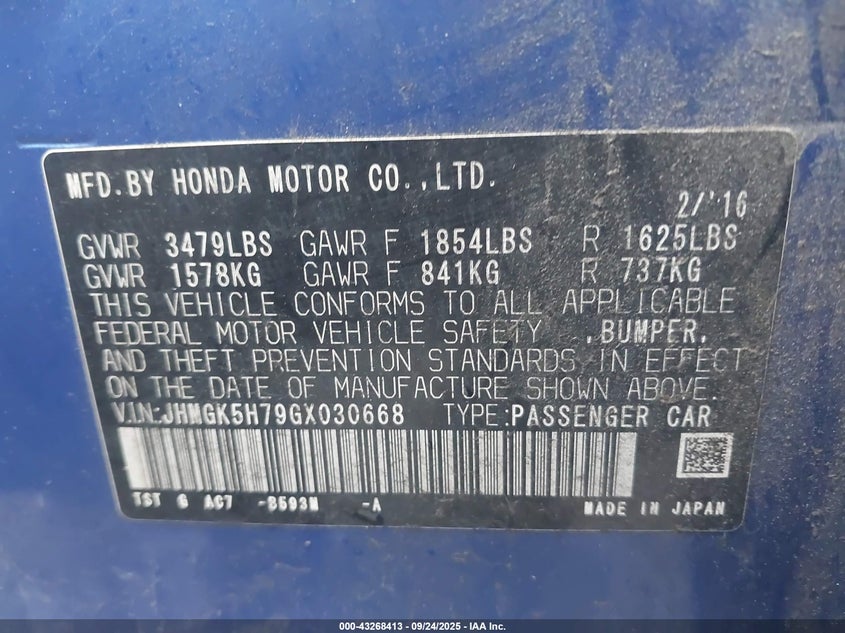 MFD.BY HONDA MOTOR CO.,LTD.
2/'16
GVWR 3479LBS GAWR F 1854LBS R 1625LBS
GVWR 1578KG GAWR F 841KG R 737KG
THIS VEHICLE CONFORMS TO ALL APPLICABLE
FEDERAL MOTOR VEHICLE SAFETY ,BUMPER,
AND THEFT PREVENTION STANDARDS IN EFFECT
ON THE DATE OF MANUFACTURE SHOWN ABOVE.
VIN:JHMGK5H79GX030668 TYPE:PASSENGER CAR
TST G AC7 -B593M -A
MADE IN JAPAN
000-43268413 - 09/24/2025 - IAA Inc.